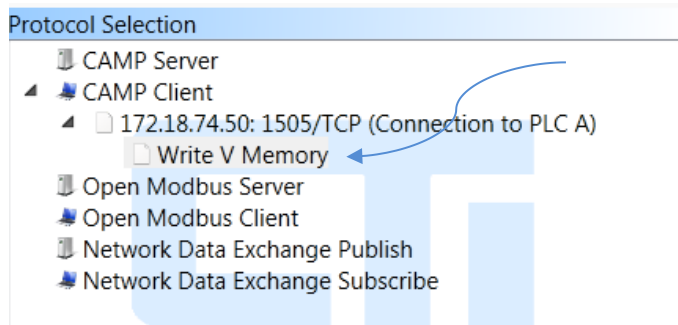 Protocol Selection
CAMP Server
CAMP Client
172.18.74.50: 1505/TCP (Connection to PLC A)
Write V Memory
Open Modbus Server
Open Modbus Client
Network Data Exchange Publish
Network Data Exchange Subscribe